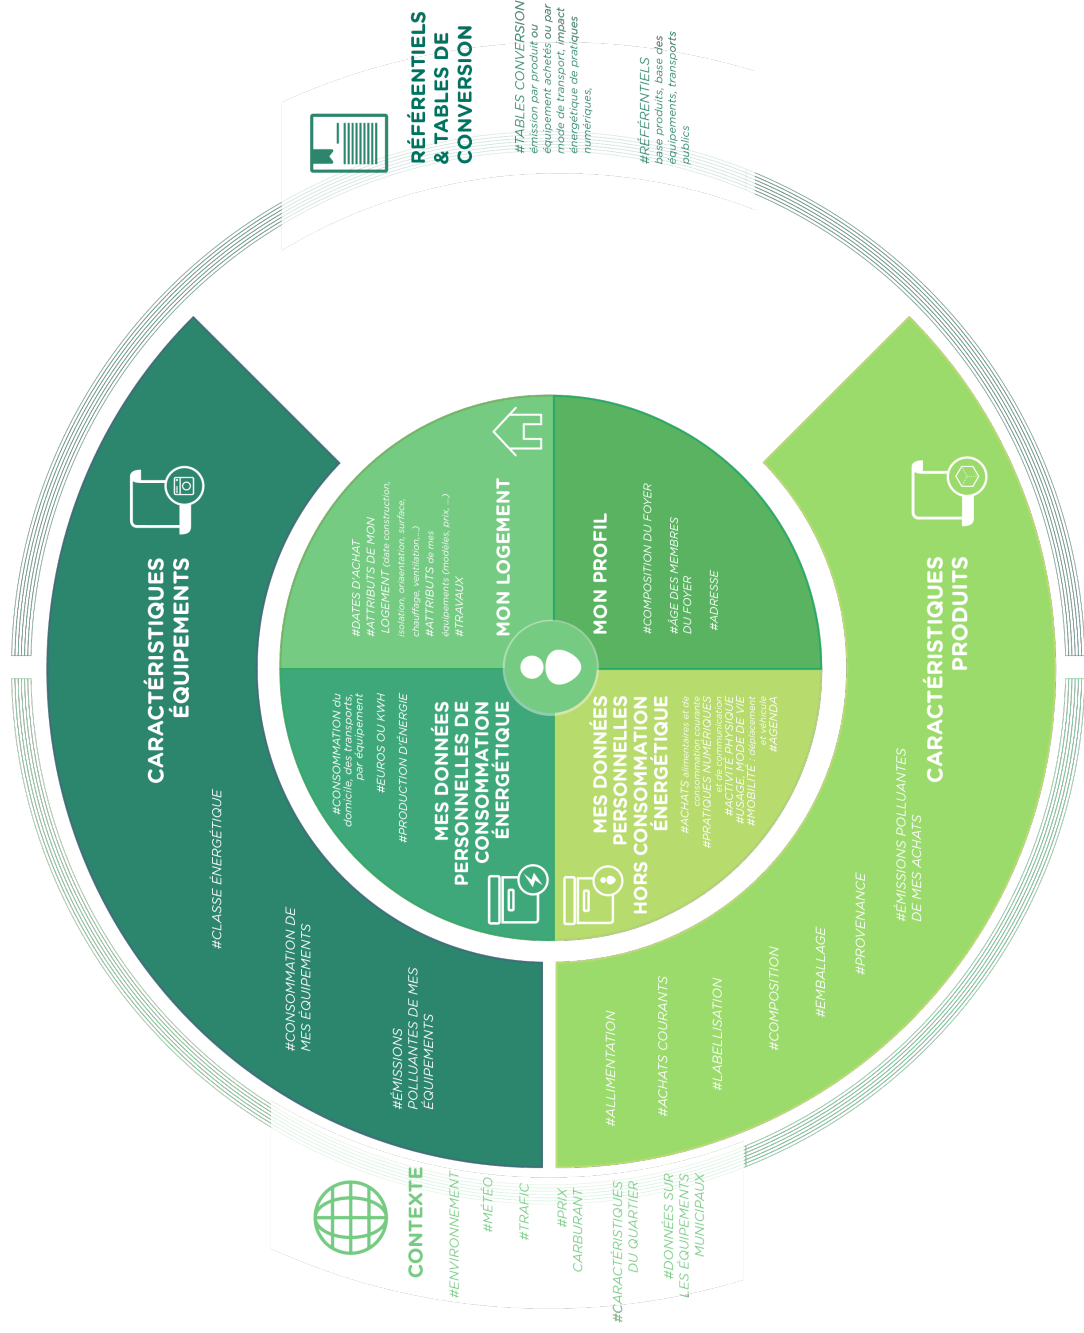 CONTEXTE
#ENVIRONNEMENT
#MÉTÉO
#TRAFIC
#PRIX
CARBURANT
#CARACTÉRISTIQUES
DU QUARTIER
#DONNÉES SUR
LES ÉQUIPEMENTS
MUNICIPAUX
CARACTÉRISTIQUES
ÉQUIPEMENTS
#CLASSE ÉNERGÉTIQUE
#CONSOMMATION DE
MES ÉQUIPEMENTS
#ÉMISSIONS
POLLUANTES DE MES
ÉQUIPEMENTS
#CONSOMMATION du
domicile, des transports,
par équipement
#EUROS OU KWH
#PRODUCTION D'ÉNERGIE
MES DONNÉES
PERSONNELLES DE
CONSOMMATION
ÉNERGÉTIQUE
#DATES D'ACHAT
#ATTRIBUTS DE MON
LOGEMENT (date construction,
isolation, oriaentation, surface,
chauffage, ventilation,...)
#ATTRIBUTS de mes
équipements (modèles, prix, ...)
#TRAVAUX
MON LOGEMENT
MES DONNÉES
PERSONNELLES
HORS CONSOMMATION
ÉNERGÉTIQUE
#ACHATS alimentaires et de
consommation courante
#PRATIQUES NUMÉRIQUES
et de communication
#ACTIVITÉ PHYSIQUE
#USAGE, MODE DE VIE
#MOBILITÉ : déplacement
et véhicule
#AGENDA
MON PROFIL
#COMPOSITION DU FOYER
#ÂGE DES MEMBRES
DU FOYER
#ADRESSE
CARACTÉRISTIQUES
PRODUITS
#ALLIMENTATION
#ACHATS COURANTS
#LABELLISATION
#COMPOSITION
#EMBALLAGE
#PROVENANCE
#ÉMISSIONS POLLUANTES
DE MES ACHATS
RÉFÉRENTIELS
& TABLES DE
CONVERSION
#TABLES CONVERSION
émission par produit ou
équipement achetés ou par
mode de transport, impact
énergétique de pratiques
numériques,
#RÉFÉRENTIELS
base produits, base des
équipements, transports
publics